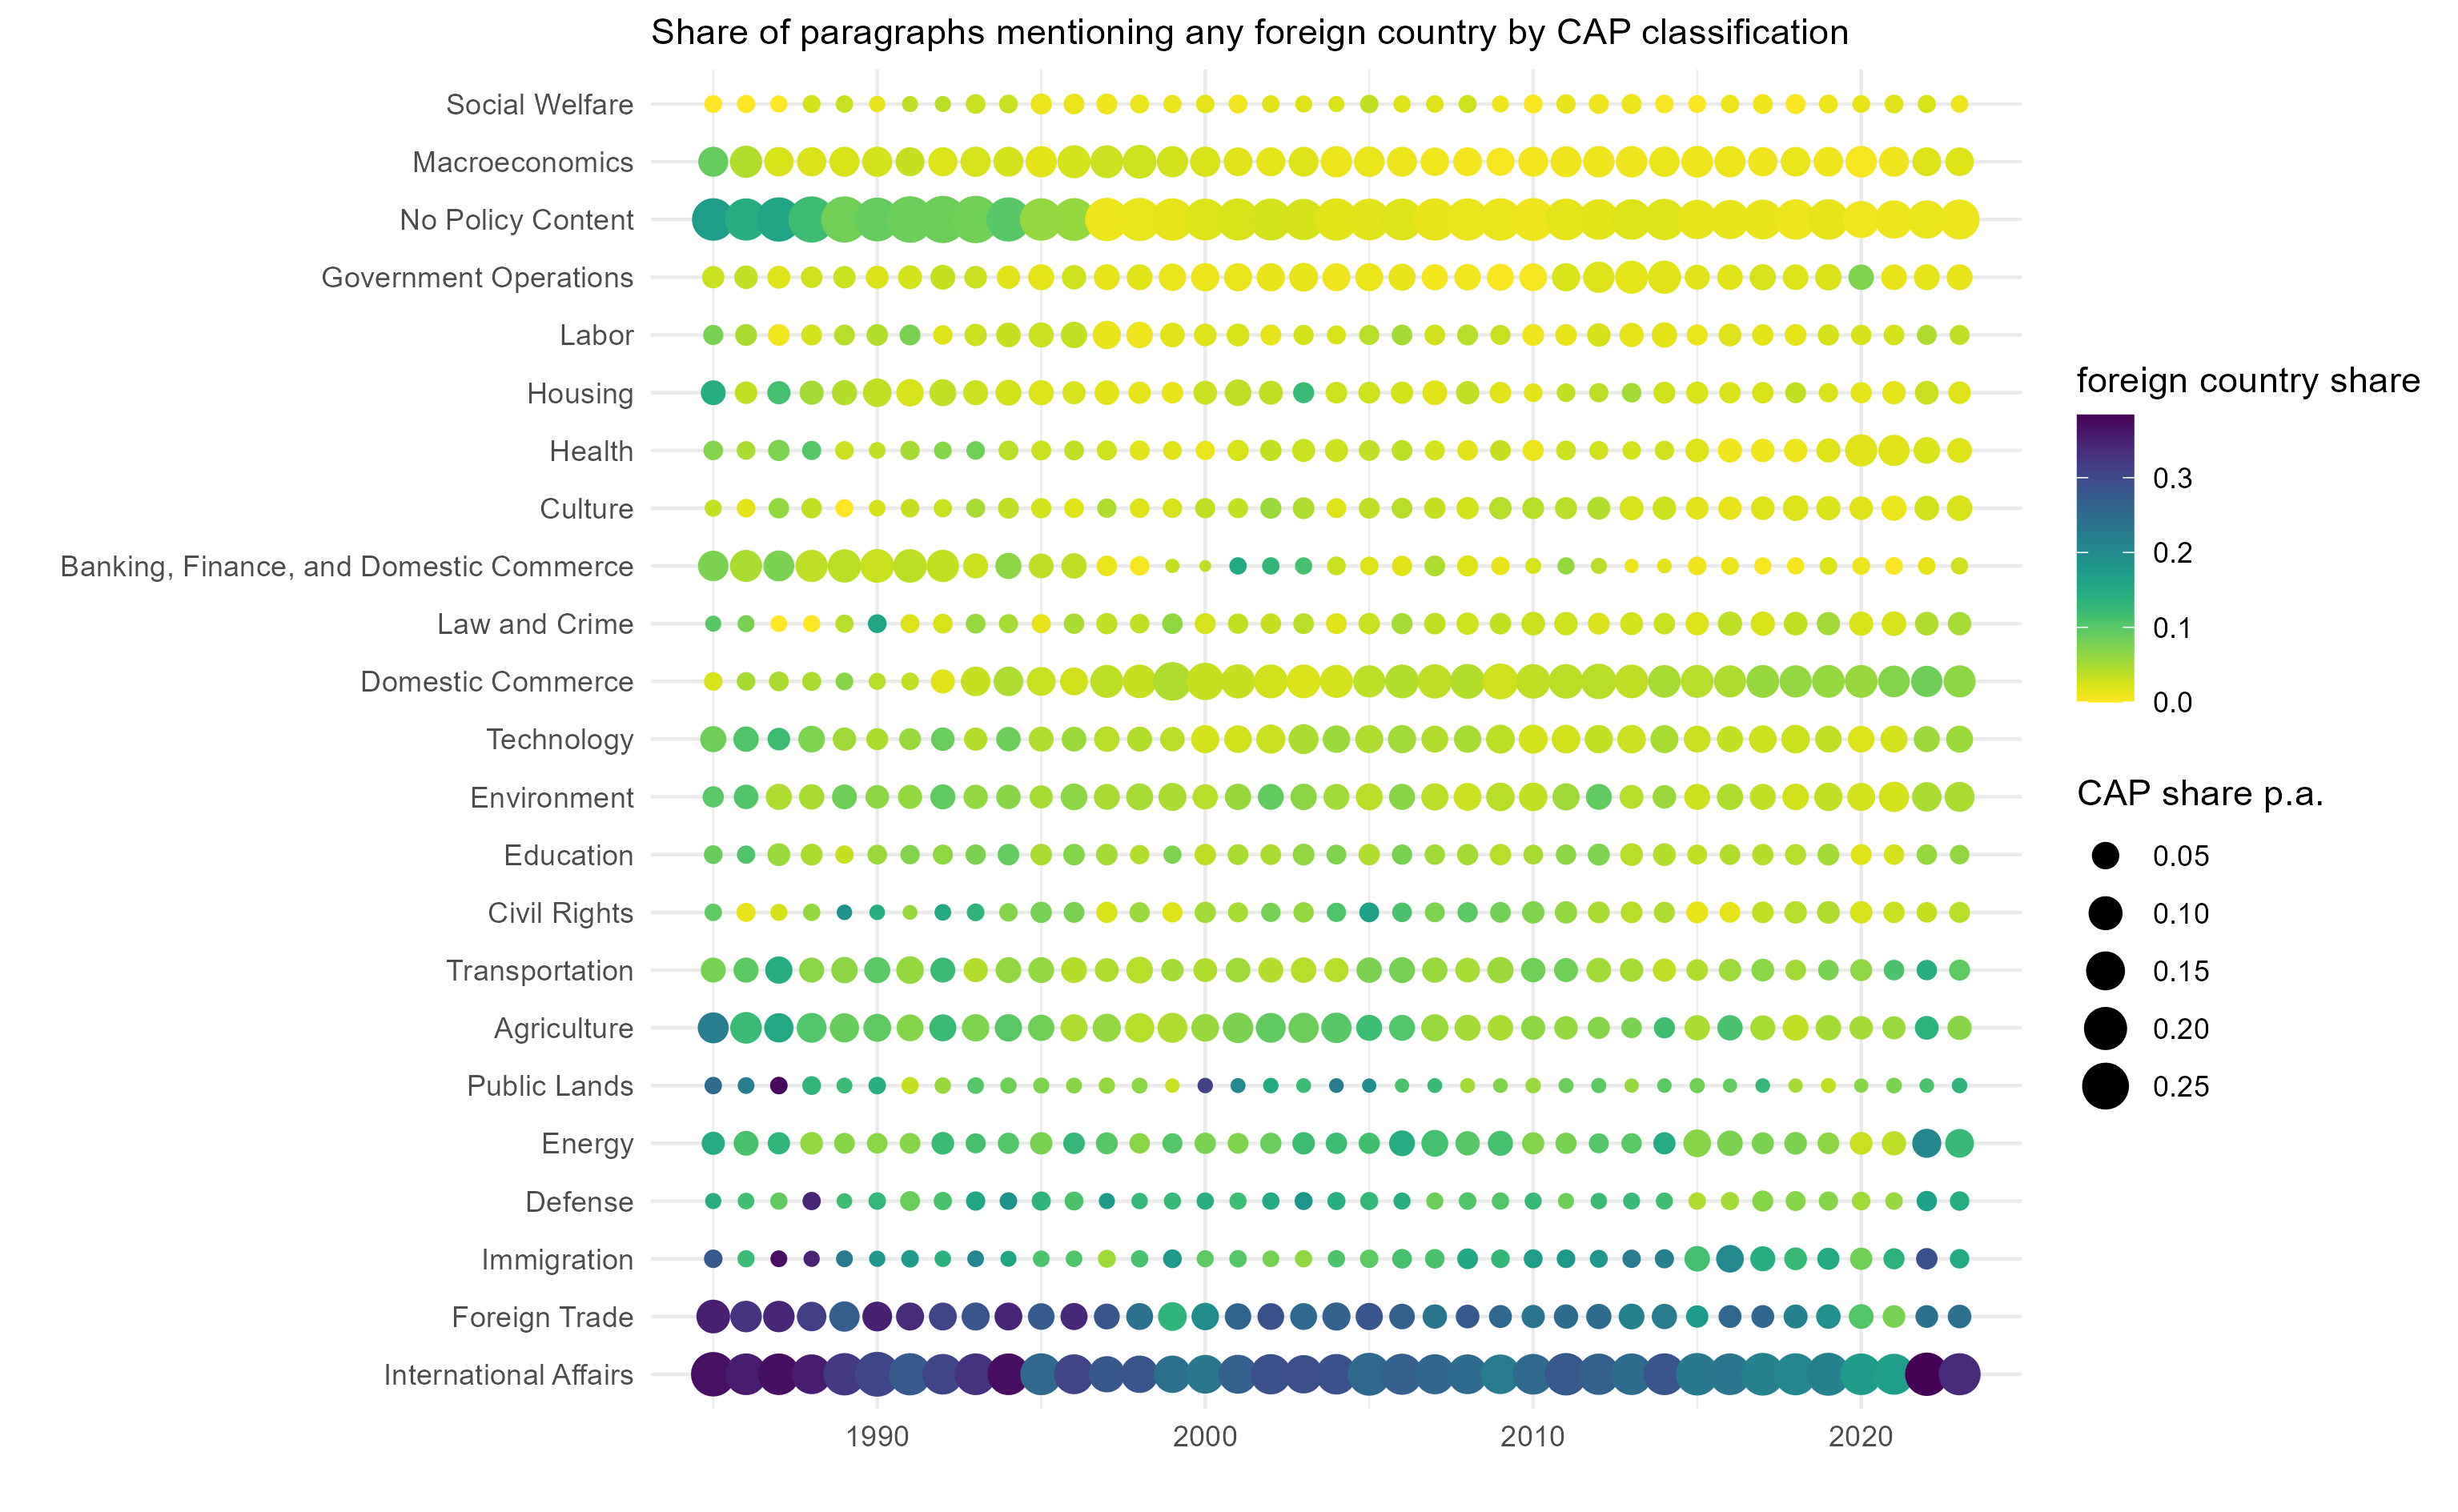 Share of paragraphs mentioning any foreign country by CAP classification
Social Welfare
Macroeconomics
No Policy Content
Government Operations
Labor
Housing
Health
Culture
Banking, Finance, and Domestic Commerce
Law and Crime
Domestic Commerce
Technology
Environment
Education
Civil Rights
Transportation
Agriculture
Public Lands
Energy
Defense
Immigration
Foreign Trade
International Affairs
1990
2000
2010
2020
foreign country share
0.3
0.2
0.1
0.0
CAP share p.a.
0.05
0.10
0.15
0.20
0.25